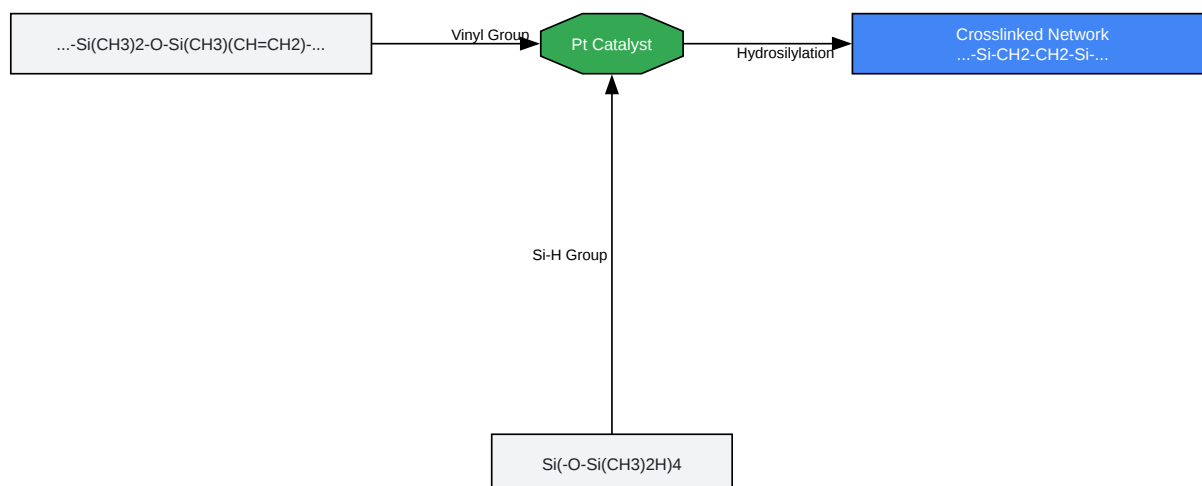 ...-Si(CH3)2-O-Si(CH3)(CH=CH2)-...
Vinyl Group
Pt Catalyst
Hydrosilylation
Crosslinked Network
...-Si-CH2-CH2-Si-...
Si-H Group
Si(-O-Si(CH3)2H)4